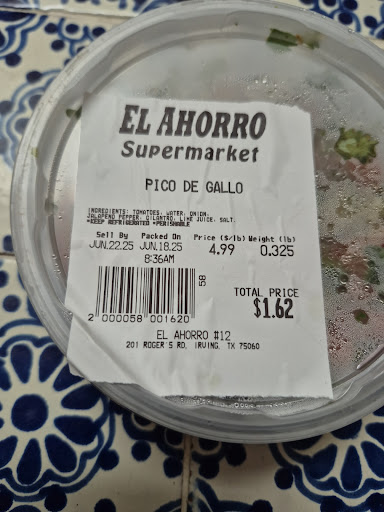 EL AHORRO
Supermarket
PICO DE GALLO
INGREDIENTS: TOMATOES, WATER, ONION,
JALAPENO PEPPER, CILANTRO, LIME JUICE, SALT.
*KEEP REFRIGERATED *PERISHABLE
Sell By Packed On Price ($/lb) Weight (lb)
JUN.22.25 JUN.18.25 4.99 0.325
8:36AM
58
TOTAL PRICE
$1.62
2 000058 001620
EL AHORRO #12
201 ROGER S RD, IRVING, TX 75060